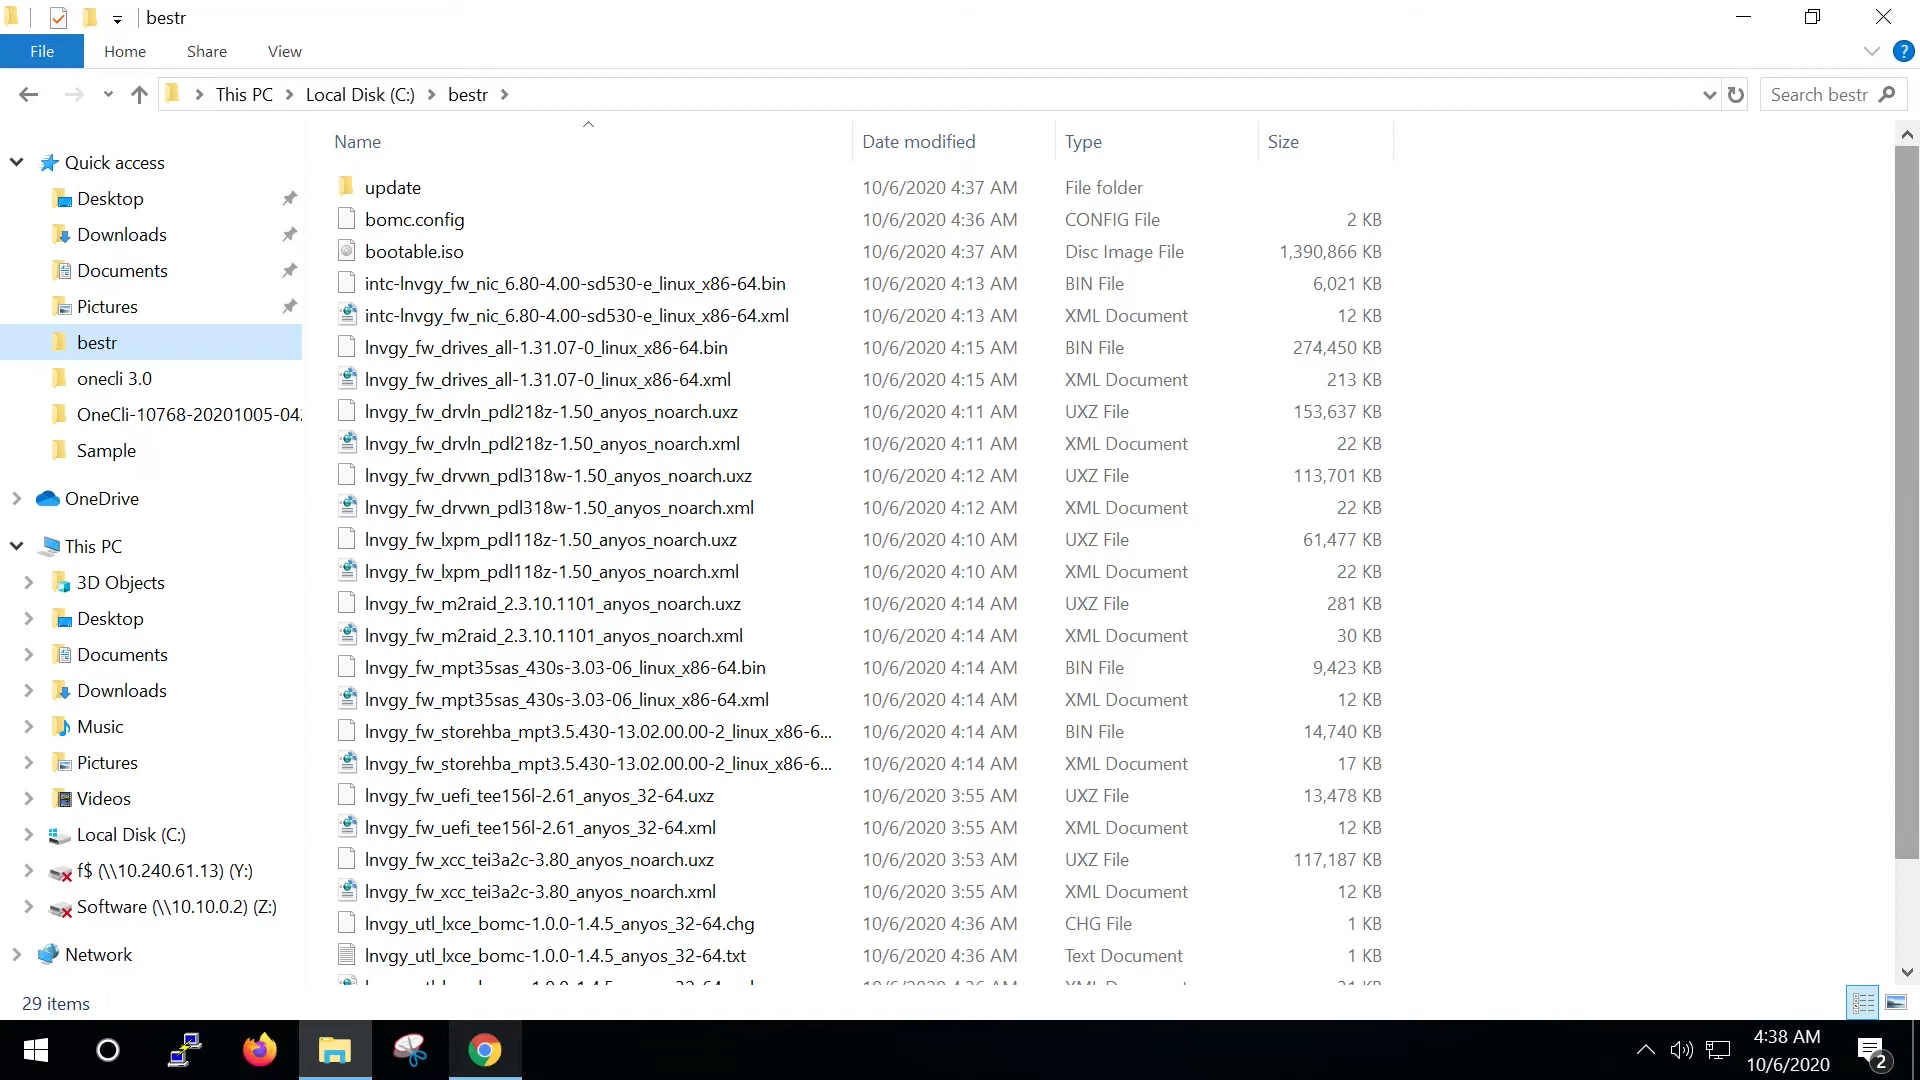 bestr
File Home Share View
This PC Local Disk (C:) bestr Search bestr
Name Date modified Type Size
Quick access
Desktop
Downloads
Documents
Pictures
bestr
onecli 3.0
OneCli-10768-20201005-04
Sample
OneDrive
This PC
3D Objects
Desktop
Documents
Downloads
Music
Pictures
Videos
Local Disk (C:)
f$ (\\10.240.61.13) (Y:)
Software (\\10.10.0.2) (Z:)
Network
update 10/6/2020 4:37 AM File folder
bomc.config 10/6/2020 4:36 AM CONFIG File 2 KB
bootable.iso 10/6/2020 4:37 AM Disc Image File 1,390,866 KB
intc-lnvgy_fw_nic_6.80-4.00-sd530-e_linux_x86-64.bin 10/6/2020 4:13 AM BIN File 6,021 KB
intc-lnvgy_fw_nic_6.80-4.00-sd530-e_linux_x86-64.xml 10/6/2020 4:13 AM XML Document 12 KB
lnvgy_fw_drives_all-1.31.07-0_linux_x86-64.bin 10/6/2020 4:15 AM BIN File 274,450 KB
lnvgy_fw_drives_all-1.31.07-0_linux_x86-64.xml 10/6/2020 4:15 AM XML Document 213 KB
lnvgy_fw_drvln_pdl218z-1.50_anyos_noarch.uxz 10/6/2020 4:11 AM UXZ File 153,637 KB
lnvgy_fw_drvln_pdl218z-1.50_anyos_noarch.xml 10/6/2020 4:11 AM XML Document 22 KB
lnvgy_fw_drvwn_pdl318w-1.50_anyos_noarch.uxz 10/6/2020 4:12 AM UXZ File 113,701 KB
lnvgy_fw_drvwn_pdl318w-1.50_anyos_noarch.xml 10/6/2020 4:12 AM XML Document 22 KB
lnvgy_fw_lxpm_pdl118z-1.50_anyos_noarch.uxz 10/6/2020 4:10 AM UXZ File 61,477 KB
lnvgy_fw_lxpm_pdl118z-1.50_anyos_noarch.xml 10/6/2020 4:10 AM XML Document 22 KB
lnvgy_fw_m2raid_2.3.10.1101_anyos_noarch.uxz 10/6/2020 4:14 AM UXZ File 281 KB
lnvgy_fw_m2raid_2.3.10.1101_anyos_noarch.xml 10/6/2020 4:14 AM XML Document 30 KB
lnvgy_fw_mpt35sas_430s-3.03-06_linux_x86-64.bin 10/6/2020 4:14 AM BIN File 9,423 KB
lnvgy_fw_mpt35sas_430s-3.03-06_linux_x86-64.xml 10/6/2020 4:14 AM XML Document 12 KB
lnvgy_fw_storehba_mpt3.5.430-13.02.00.00-2_linux_x86-6... 10/6/2020 4:14 AM BIN File 14,740 KB
lnvgy_fw_storehba_mpt3.5.430-13.02.00.00-2_linux_x86-6... 10/6/2020 4:14 AM XML Document 17 KB
lnvgy_fw_uefi_tee156l-2.61_anyos_32-64.uxz 10/6/2020 3:55 AM UXZ File 13,478 KB
lnvgy_fw_uefi_tee156l-2.61_anyos_32-64.xml 10/6/2020 3:55 AM XML Document 12 KB
lnvgy_fw_xcc_tei3a2c-3.80_anyos_noarch.uxz 10/6/2020 3:53 AM UXZ File 117,187 KB
lnvgy_fw_xcc_tei3a2c-3.80_anyos_noarch.xml 10/6/2020 3:55 AM XML Document 12 KB
lnvgy_utl_lxce_bomc-1.0.0-1.4.5_anyos_32-64.chg 10/6/2020 4:36 AM CHG File 1 KB
lnvgy_utl_lxce_bomc-1.0.0-1.4.5_anyos_32-64.txt 10/6/2020 4:36 AM Text Document 1 KB
29 items
4:38 AM
10/6/2020
2